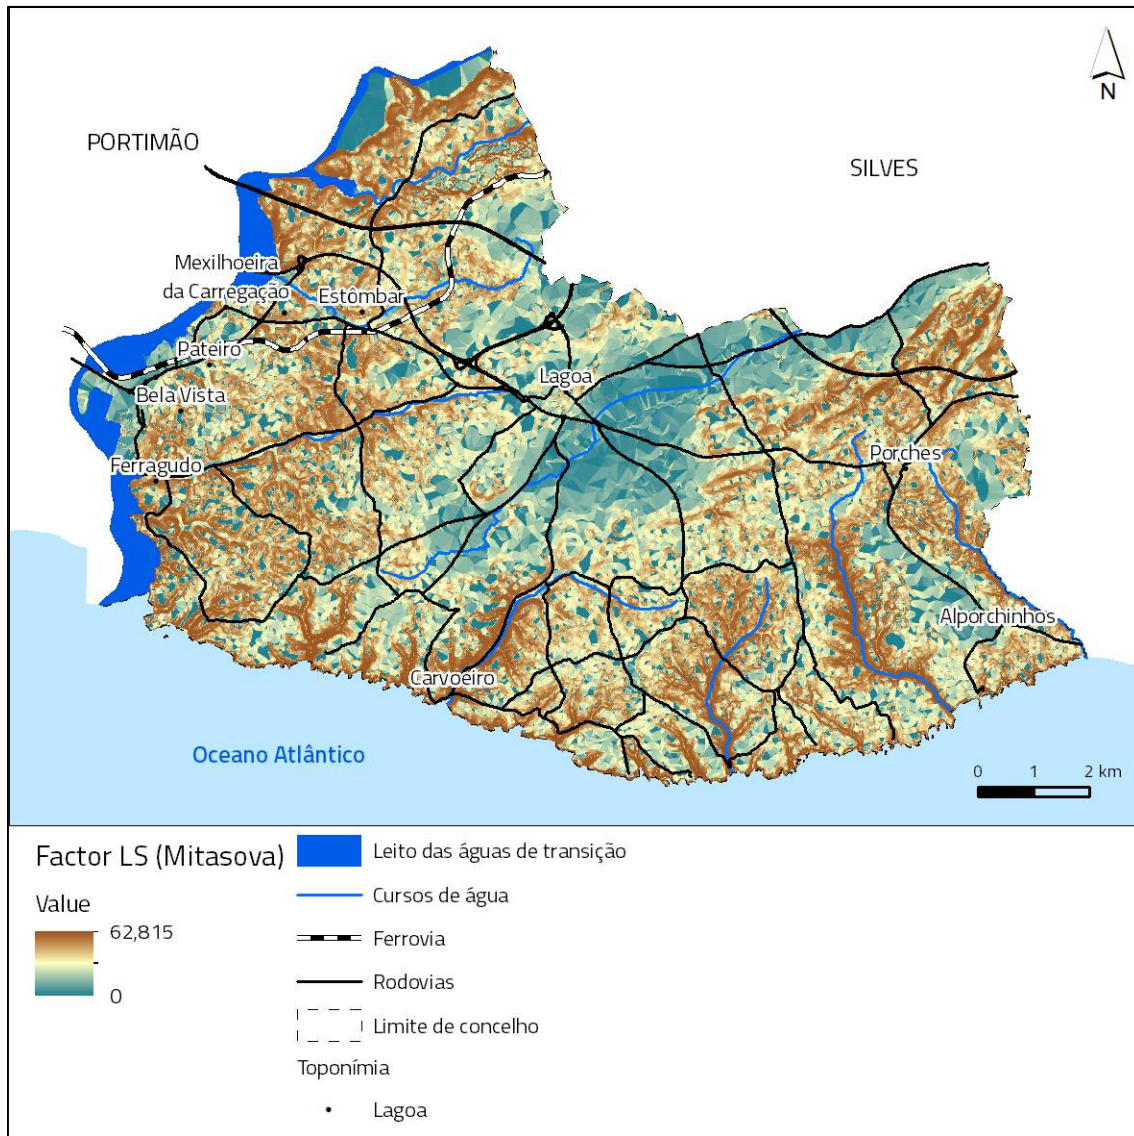 N
PORTIMÃO
SILVES
Mexilhoeira
da Carregação
Estômbar
Pateiro
Lagoa
Bela Vista
Ferragudo
Porches
Alporchinhos
Carvoeiro
Oceano Atlântico
0 1 2 km
Factor LS (Mitasova)
Value
62,815
0
Leito das águas de transição
Cursos de água
Ferrovia
Rodovias
Limite de concelho
Toponímia
Lagoa